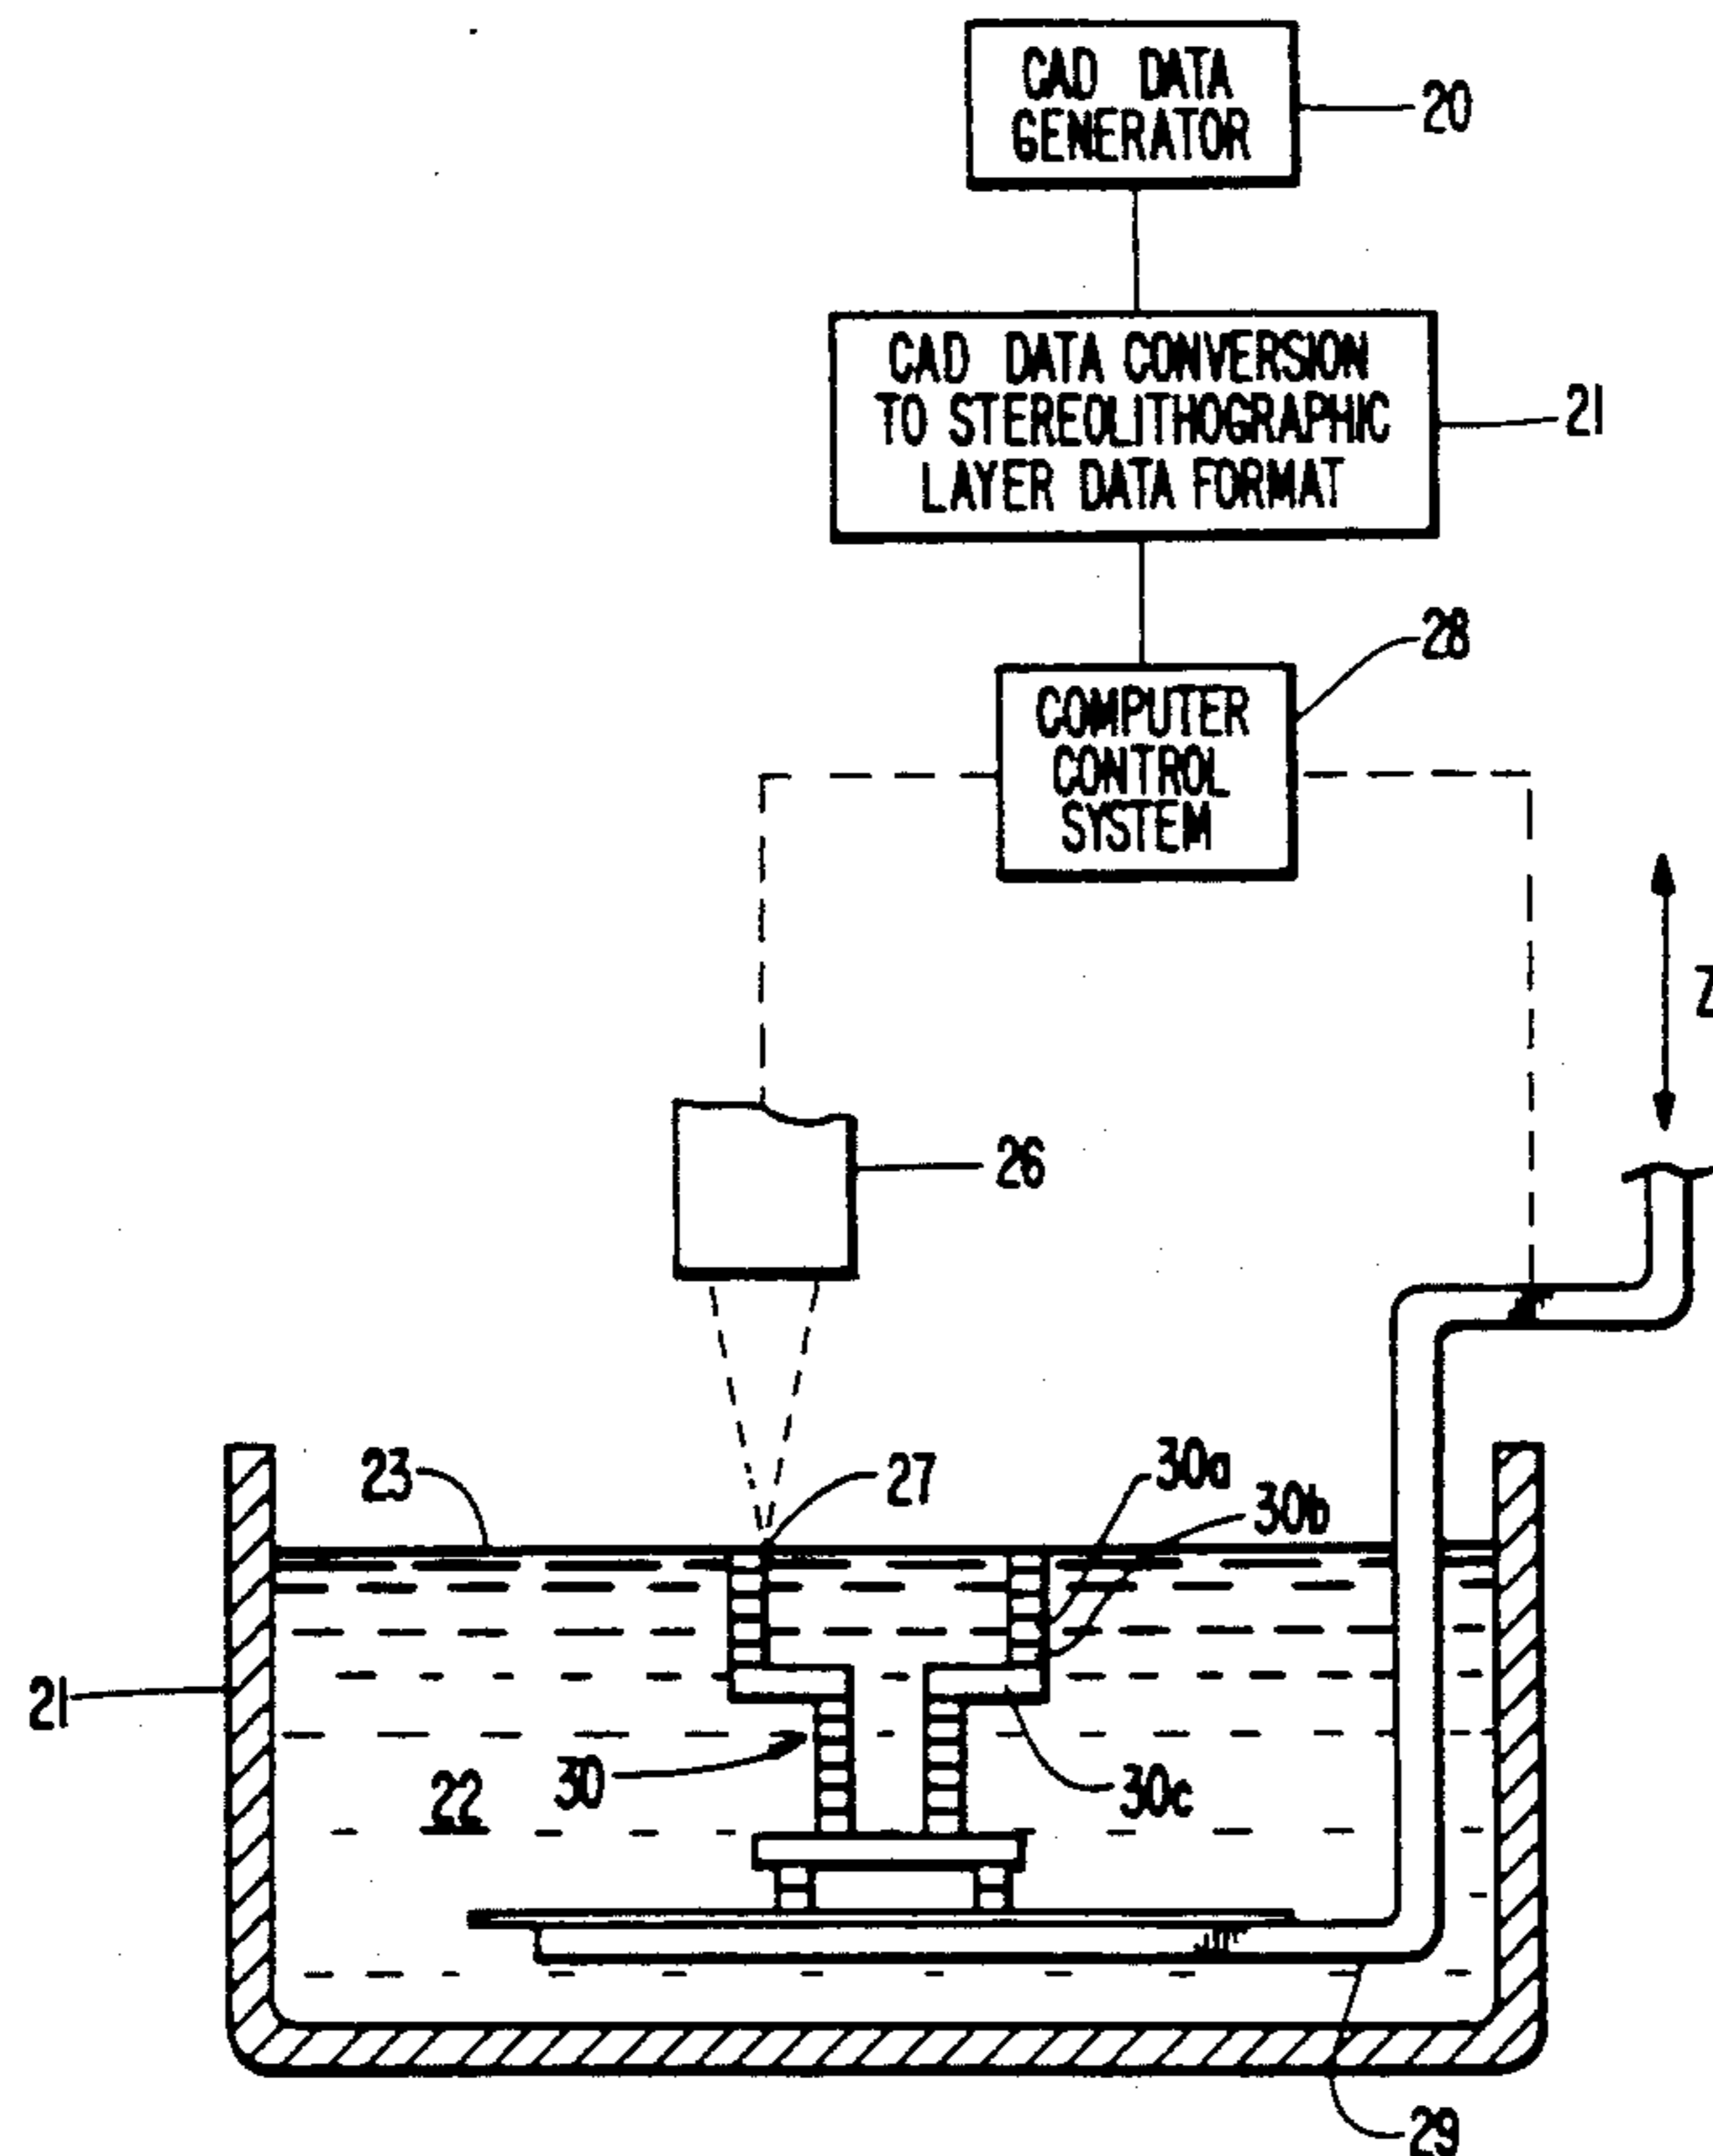 CAD DATA
GENERATOR
20
CAD DATA CONVERSION
TO STEREOLITHOGRAPHIC
LAYER DATA FORMAT
21
28
COMPUTER
CONTROL
SYSTEM
Z
26
23
27
30a
30b
21
30
22
30c
29